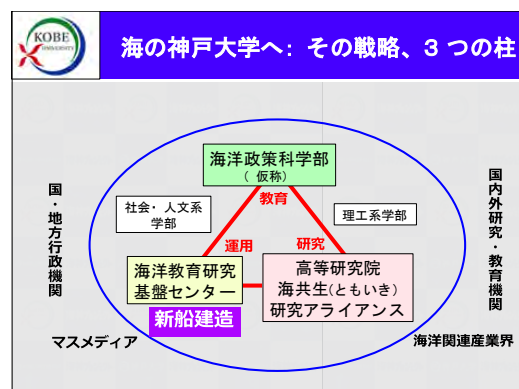 KOBE
UNIVERSITY
海の神戸大学へ: その戦略、3 つの柱
海洋政策科学部
( 仮称)
教育
社会・人文系
学部
理工系学部
国・地方行政機関
国内外研究・教育機関
運用
研究
海洋教育研究
基盤センター
高等研究院
海共生(ともいき)
研究アライアンス
新船建造
マスメディア
海洋関連産業界